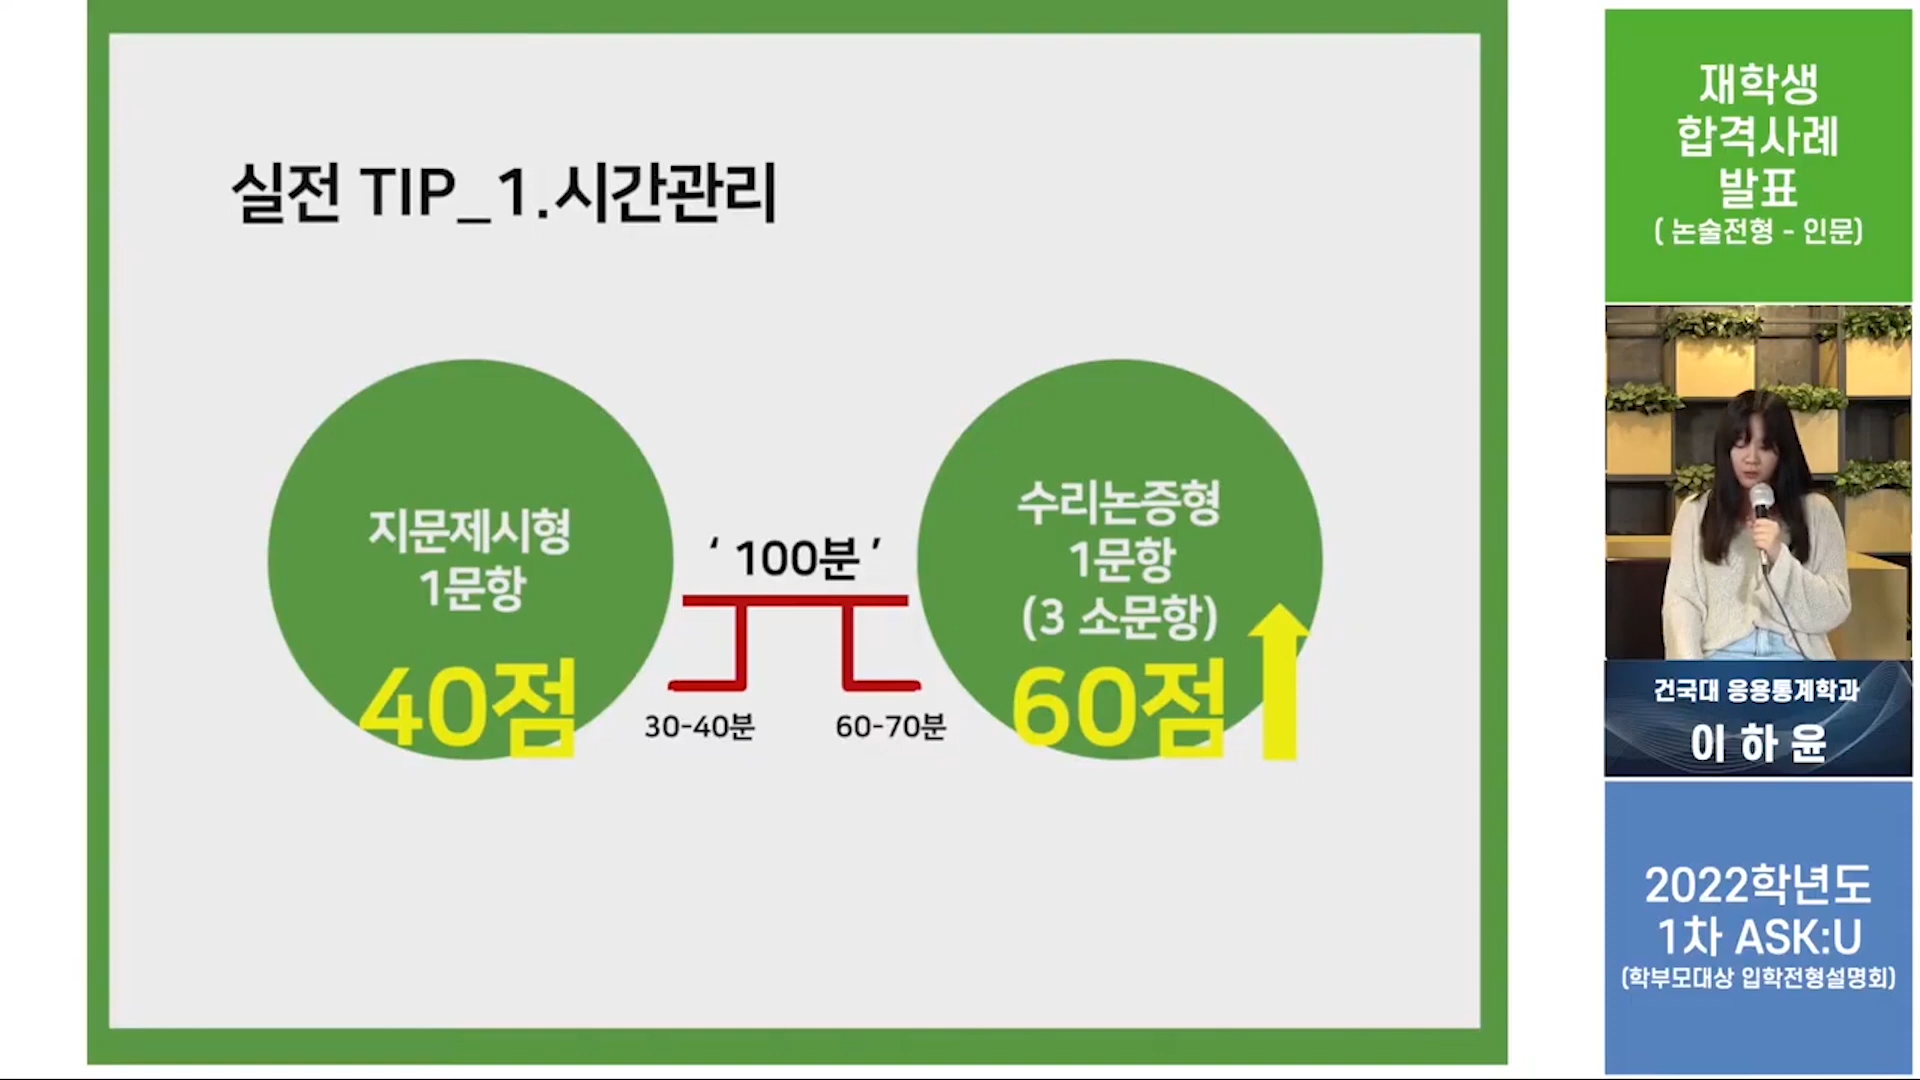 실전 TIP_1.시간관리
지문제시형
1문항
40점
‘ 100분 ’
30-40분
60-70분
수리논증형
1문항
(3 소문항)
60점
재학생
합격사례
발표
( 논술전형 - 인문)
건국대 응용통계학과
이 하 윤
2022학년도
1차 ASK:U
(학부모대상 입학전형설명회)